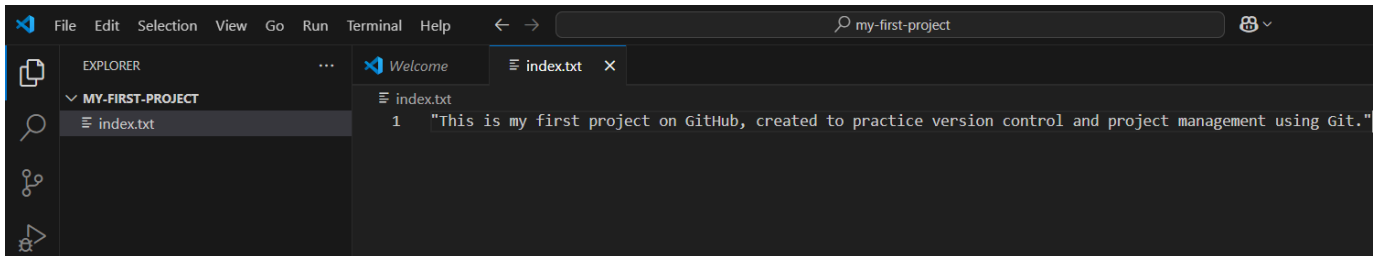 File Edit Selection View Go Run Terminal Help
my-first-project
EXPLORER
Welcome
index.txt
MY-FIRST-PROJECT
index.txt
index.txt
1 "This is my first project on GitHub, created to practice version control and project management using Git."